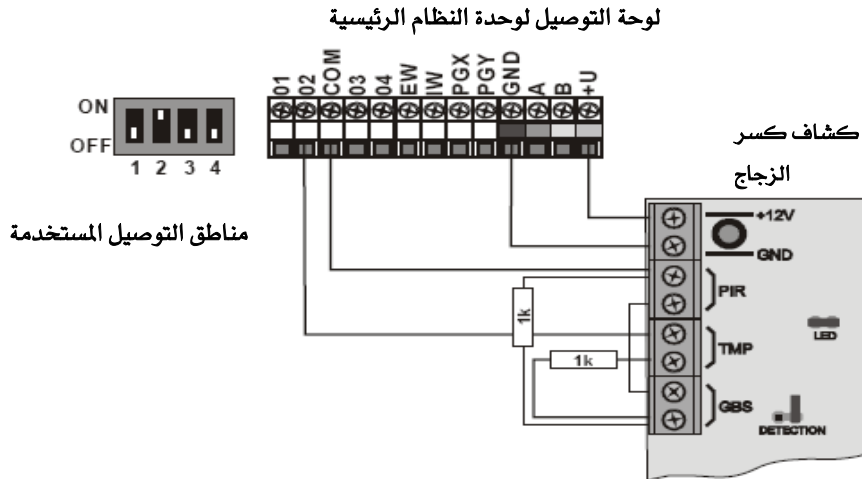 لوحة التوصيل لوحدة النظام الرئيسية
01 02 COM 03 04 EW IW PGX PGY GND A B +U
ON
OFF
1 2 3 4
مناطق التوصيل المستخدمة
كشاف كسر
الزجاج
+12V
GND
PIR
1k
LED
TMP
1k
GBS
DETECTION